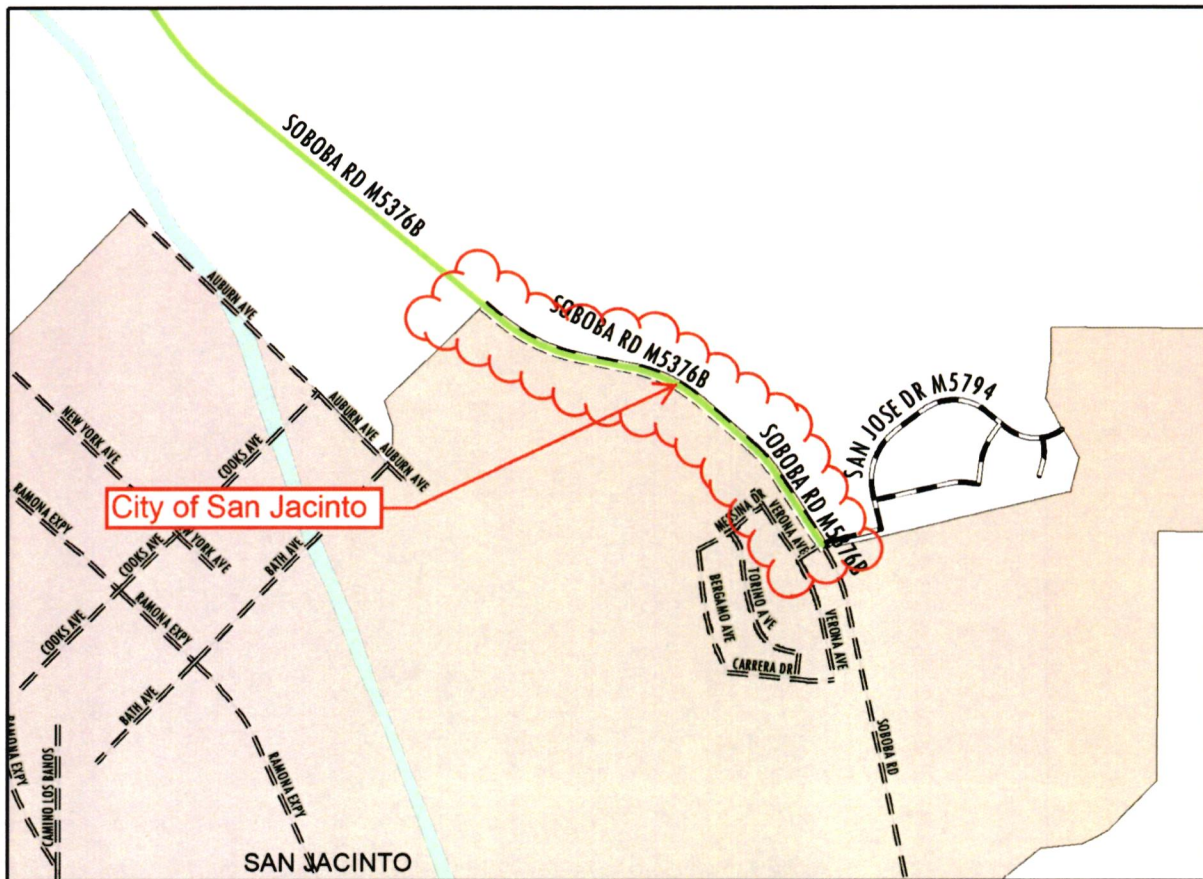 SOBOBA RD M5376B
AUBURN AVE
SOBOBA RD M5376B
SAN JOSE DR M5794
NEW YORK AVE
COOKS AVE
AUBURN AVE
AUBURN AVE
SOBOBA RD M5376B
RAMONA EXPY
City of San Jacinto
NEW YORK AVE
MESSINA DR
VERONA AVE
COOKS AVE
BATH AVE
TORINO AVE
BERGAMO AVE
COOKS AVE
RAMONA EXPY
VERONA AVE
CARRERA DR
BATH AVE
SOBOBA RD
RAMONA EXPY
CAMINO LOS BANOS
RAMONA EXPY
SAN JACINTO